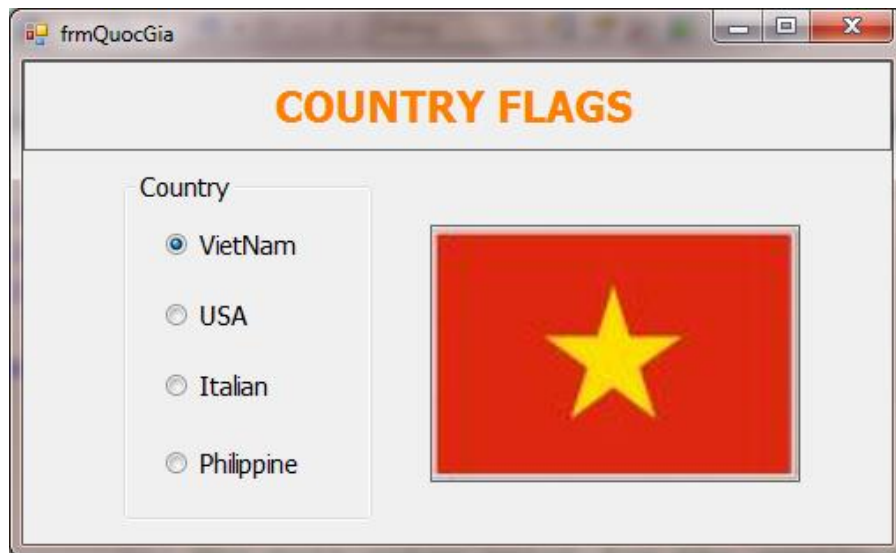 frmQuocGia
COUNTRY FLAGS
Country
VietNam
USA
Italian
Philippine